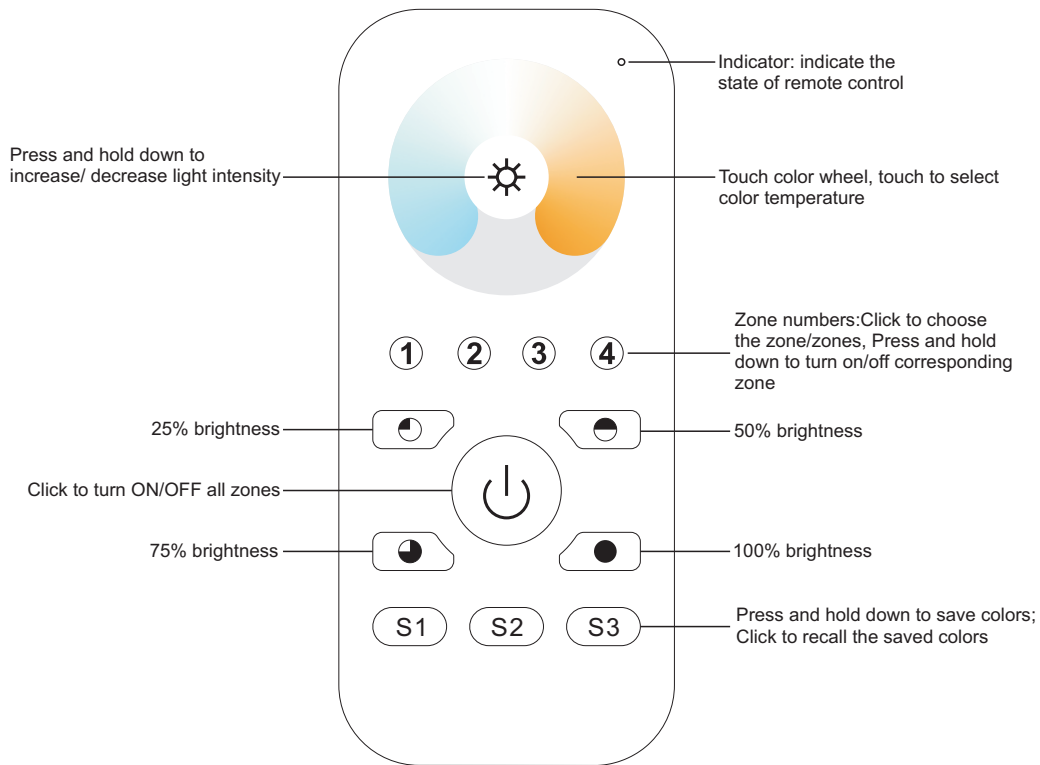 Indicator: indicate the
state of remote control
Press and hold down to
increase/ decrease light intensity
Touch color wheel, touch to select
color temperature
Zone numbers:Click to choose
the zone/zones, Press and hold
down to turn on/off corresponding
zone
1 2 3 4
25% brightness
50% brightness
Click to turn ON/OFF all zones
75% brightness
100% brightness
S1 S2 S3
Press and hold down to save colors;
Click to recall the saved colors